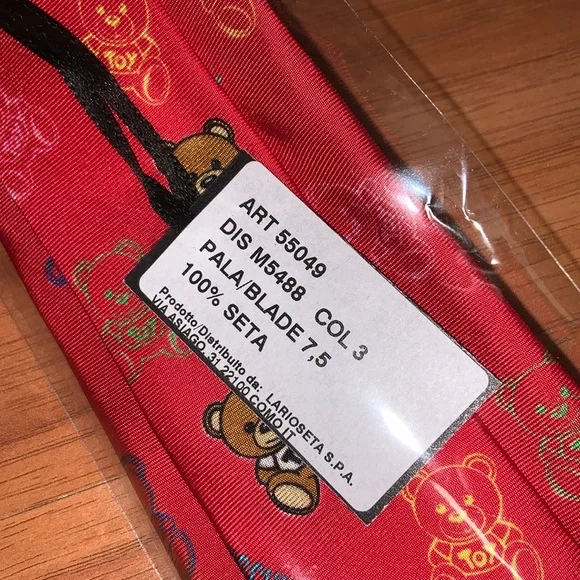 TOY
ART 55049
DIS M5488 COL 3
PALA/BLADE 7,5
100% SETA
Prodotto/Distribuito da: LARIOSETA S.P.A.
VIA ASIAGO, 31 22100 COMO IT
TOY